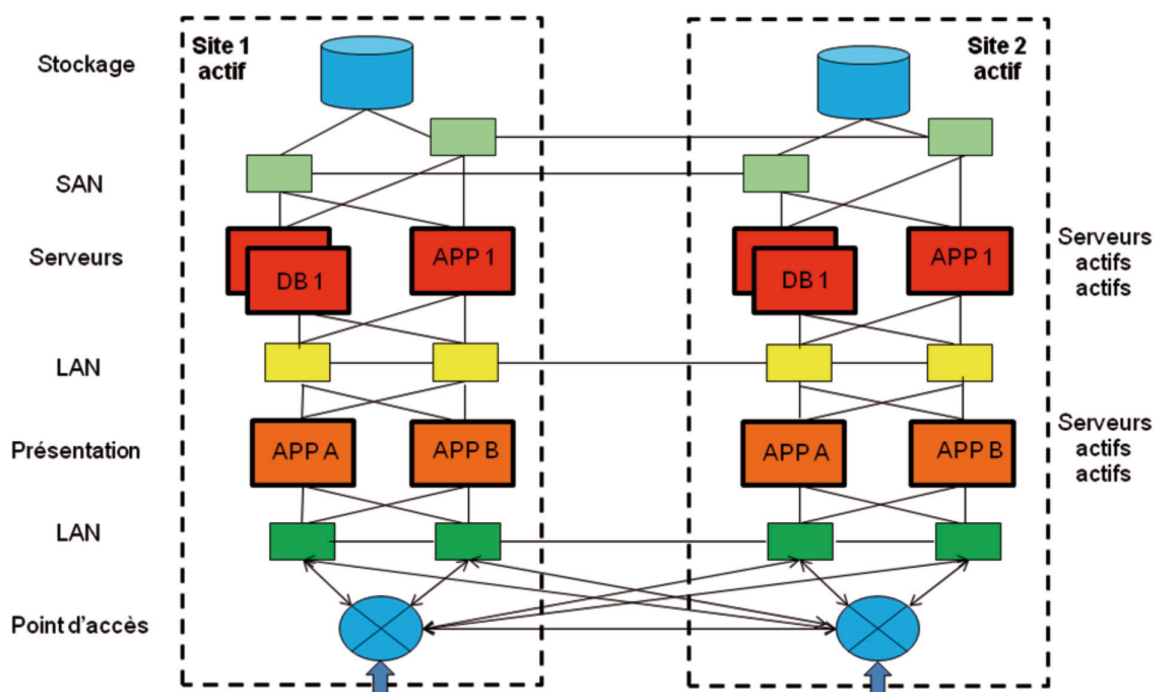 Stockage
Site 1
actif
Site 2
actif
SAN
Serveurs
DB 1
APP 1
DB 1
APP 1
Serveurs
actifs
actifs
LAN
Présentation
APP A
APP B
APP A
APP B
Serveurs
actifs
actifs
LAN
Point d'accès